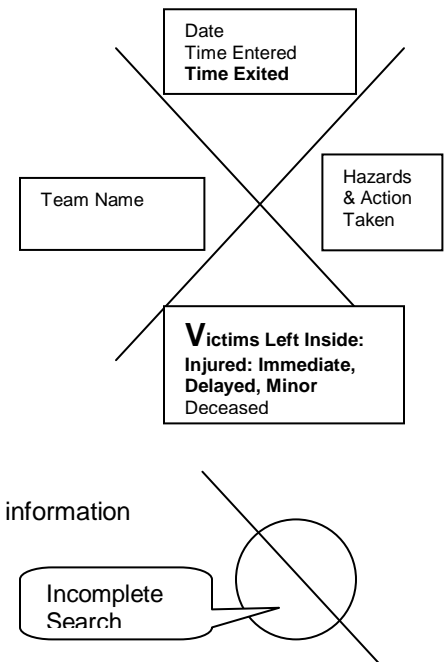 Date
Time Entered
Time Exited
Team Name
Hazards
& Action
Taken
Victims Left Inside:
Injured: Immediate,
Delayed, Minor
Deceased
information
Incomplete
Search